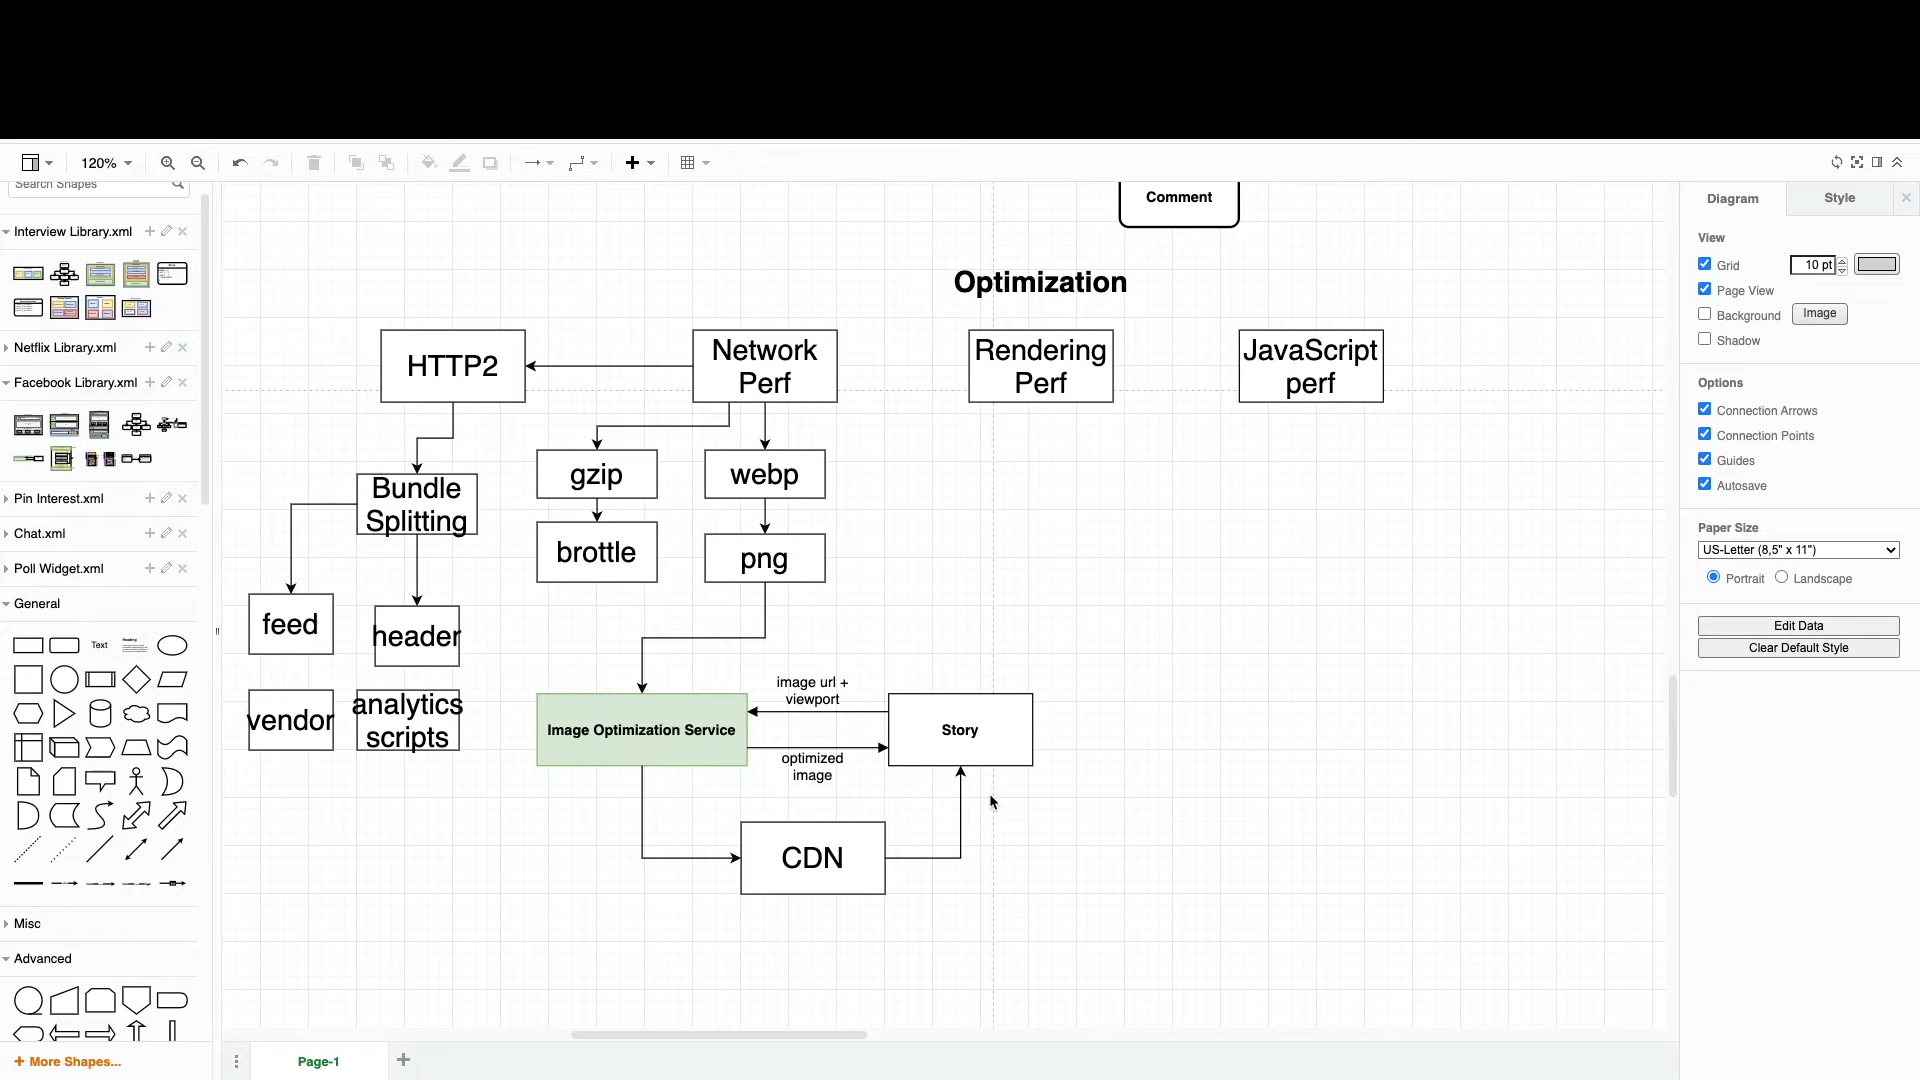 120%
Search Shapes
Interview Library.xml
Netflix Library.xml
Facebook Library.xml
Pin Interest.xml
Chat.xml
Poll Widget.xml
General
Text
Heading
Misc
Advanced
+ More Shapes...
Comment
Optimization
HTTP2
Network
Perf
Rendering
Perf
JavaScript
perf
gzip
webp
Bundle
Splitting
brottle
png
feed
header
vendor
analytics
scripts
image url +
viewport
Image Optimization Service
Story
optimized
image
CDN
Page-1
Diagram
Style
View
Grid
10 pt
Page View
Background
Image
Shadow
Options
Connection Arrows
Connection Points
Guides
Autosave
Paper Size
US-Letter (8,5" x 11")
Portrait
Landscape
Edit Data
Clear Default Style